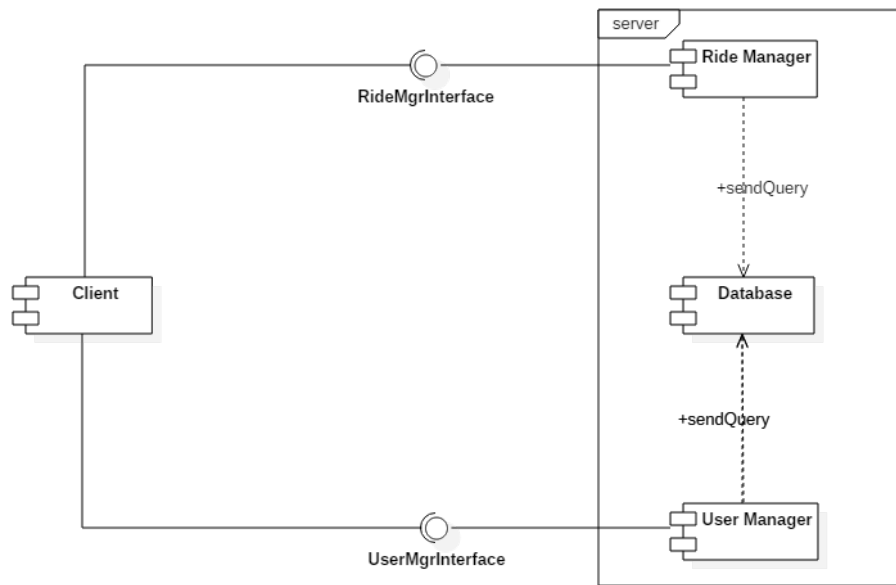 server
Ride Manager
RideMgrInterface
+sendQuery
Client
Database
+sendQuery
User Manager
UserMgrInterface